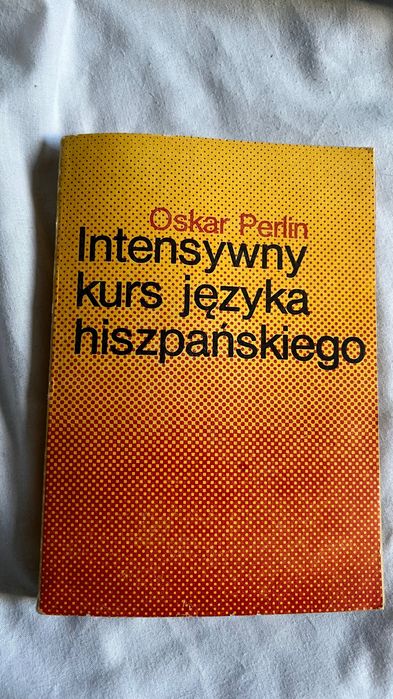 Oskar Perlin
Intensywny
kurs języka
hiszpańskiego